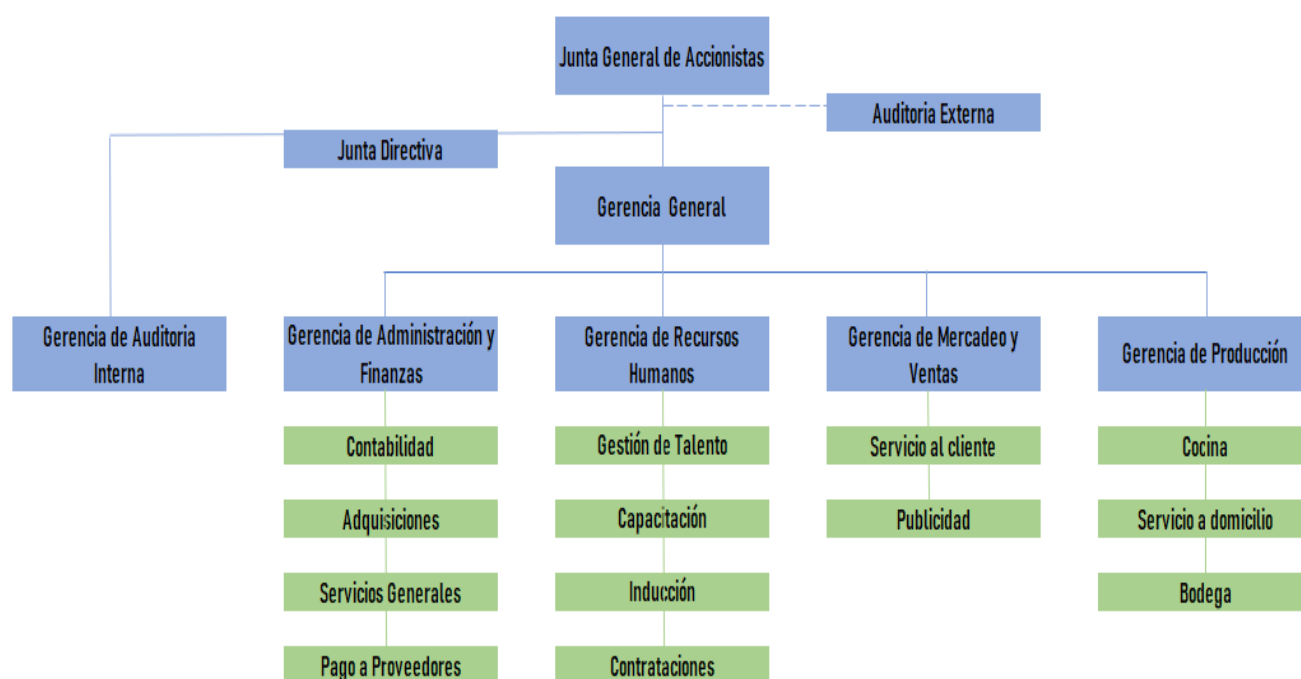 Junta General de Accionistas
Auditoria Externa
Junta Directiva
Gerencia General
Gerencia de Auditoria
Interna
Gerencia de Administración y
Finanzas
Gerencia de Recursos
Humanos
Gerencia de Mercadeo y
Ventas
Gerencia de Producción
Contabilidad
Gestión de Talento
Servicio al cliente
Cocina
Adquisiciones
Capacitación
Publicidad
Servicio a domicilio
Servicios Generales
Inducción
Bodega
Pago a Proveedores
Contrataciones